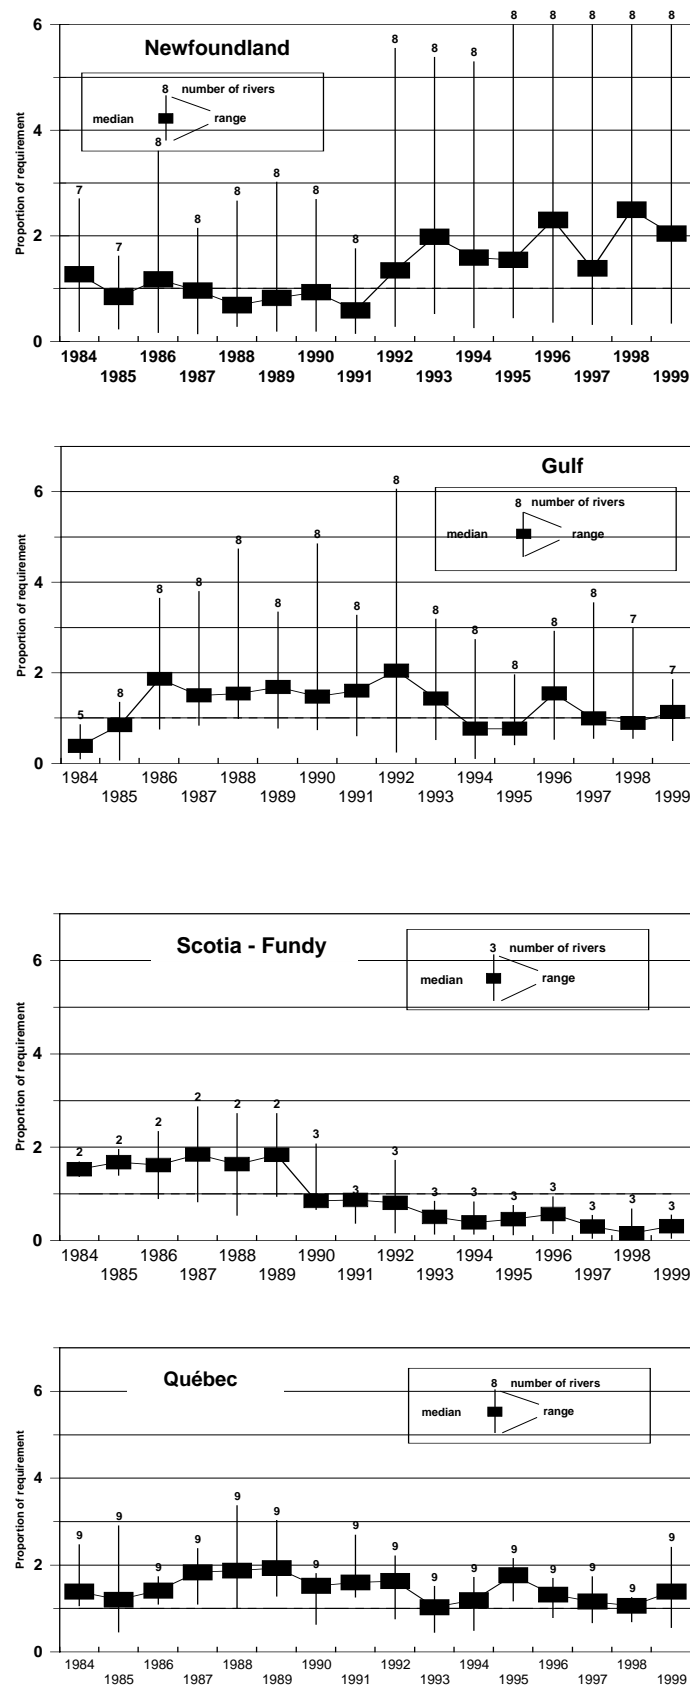 Newfoundland
8 number of rivers
median range
Proportion of requirement
6
4
2
0
7 7 8 8 8 8 8 8 8 8 8 8 8 8 8 8
1984 1986 1988 1990 1992 1994 1996 1998
1985 1987 1989 1991 1993 1995 1997 1999
Gulf
8 number of rivers
median range
Proportion of requirement
6
4
2
0
5 8 8 8 8 8 8 8 8 8 8 8 8 8 7 7
1984 1986 1988 1990 1992 1994 1996 1998
1985 1987 1989 1991 1993 1995 1997 1999
Scotia - Fundy
3 number of rivers
median range
Proportion of requirement
6
4
2
0
2 2 2 2 2 2 3 3 3 3 3 3 3 3 3 3
1984 1986 1988 1990 1992 1994 1996 1998
1985 1987 1989 1991 1993 1995 1997 1999
Québec
8 number of rivers
median range
Proportion of requirement
6
4
2
0
9 9 9 9 9 9 9 9 9 9 9 9 9 9 9 9
1984 1986 1988 1990 1992 1994 1996 1998
1985 1987 1989 1991 1993 1995 1997 1999